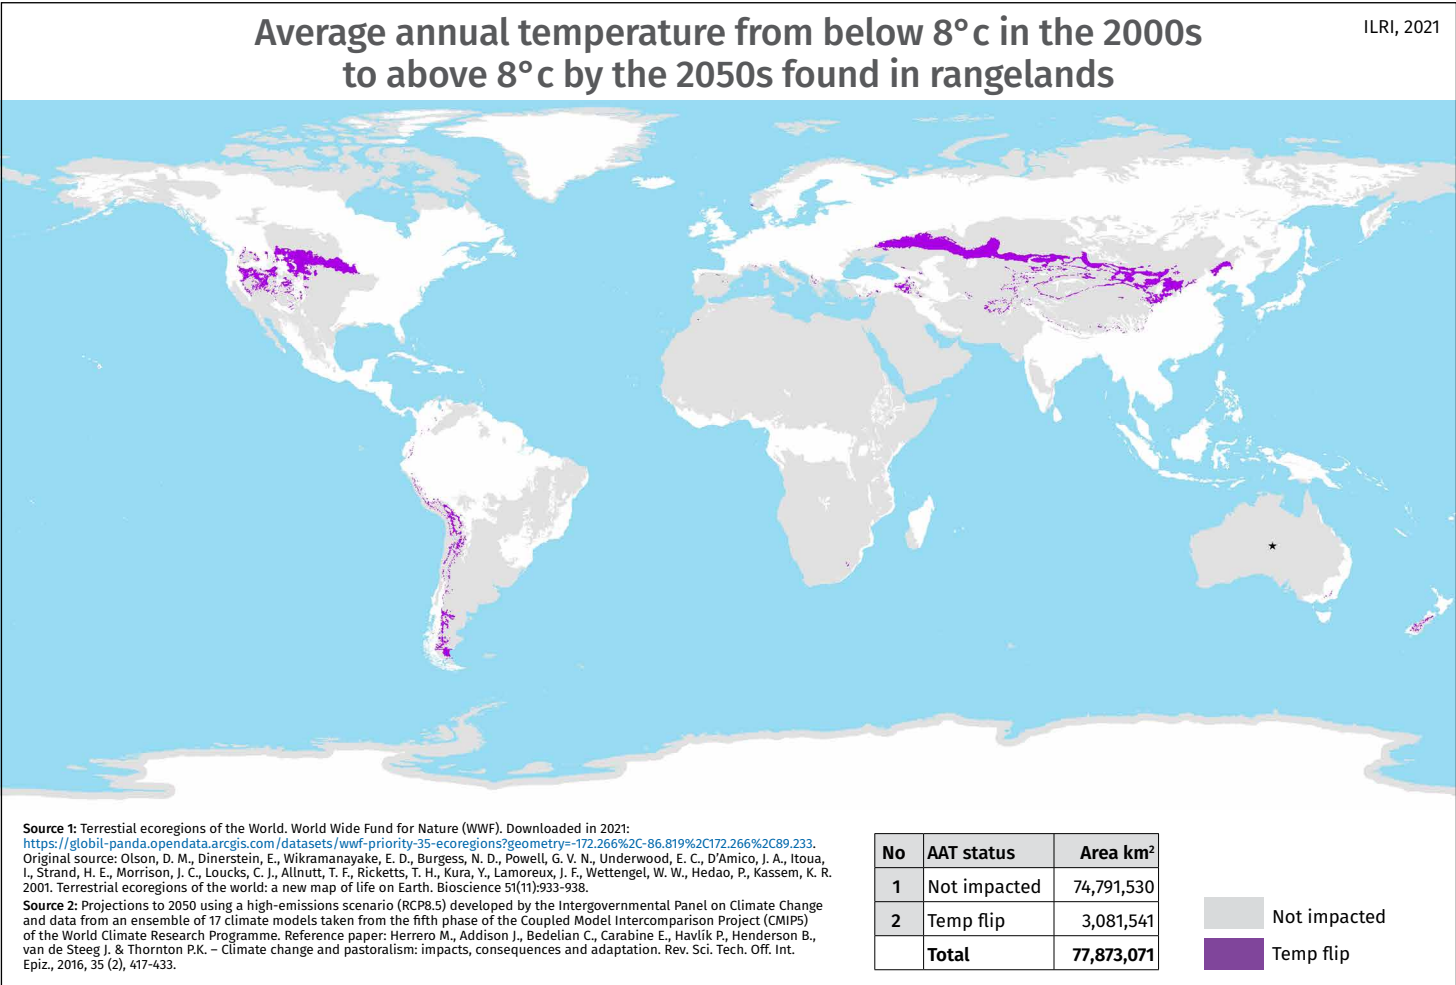 Average annual temperature from below 8°c in the 2000s
to above 8°c by the 2050s found in rangelands
ILRI, 2021
Source 1: Terrestial ecoregions of the World. World Wide Fund for Nature (WWF). Downloaded in 2021:
https://globil-panda.opendata.arcgis.com/datasets/wwf-priority-35-ecoregions?geometry=-172.266%2C-86.819%2C172.266%2C89.233.
Original source: Olson, D. M., Dinerstein, E., Wikramanayake, E. D., Burgess, N. D., Powell, G. V. N., Underwood, E. C., D'Amico, J. A., Itoua,
I., Strand, H. E., Morrison, J. C., Loucks, C. J., Allnutt, T. F., Ricketts, T. H., Kura, Y., Lamoreux, J. F., Wettengel, W. W., Hedao, P., Kassem, K. R.
2001. Terrestrial ecoregions of the world: a new map of life on Earth. Bioscience 51(11):933-938.
Source 2: Projections to 2050 using a high-emissions scenario (RCP8.5) developed by the Intergovernmental Panel on Climate Change
and data from an ensemble of 17 climate models taken from the fifth phase of the Coupled Model Intercomparison Project (CMIP5)
of the World Climate Research Programme. Reference paper: Herrero M., Addison J., Bedelian C., Carabine E., Havlík P., Henderson B.,
van de Steeg J. & Thornton P.K. – Climate change and pastoralism: impacts, consequences and adaptation. Rev. Sci. Tech. Off. Int.
Epiz., 2016, 35 (2), 417-433.
No AAT status Area km²
1 Not impacted 74,791,530
2 Temp flip 3,081,541
Total 77,873,071
Not impacted
Temp flip